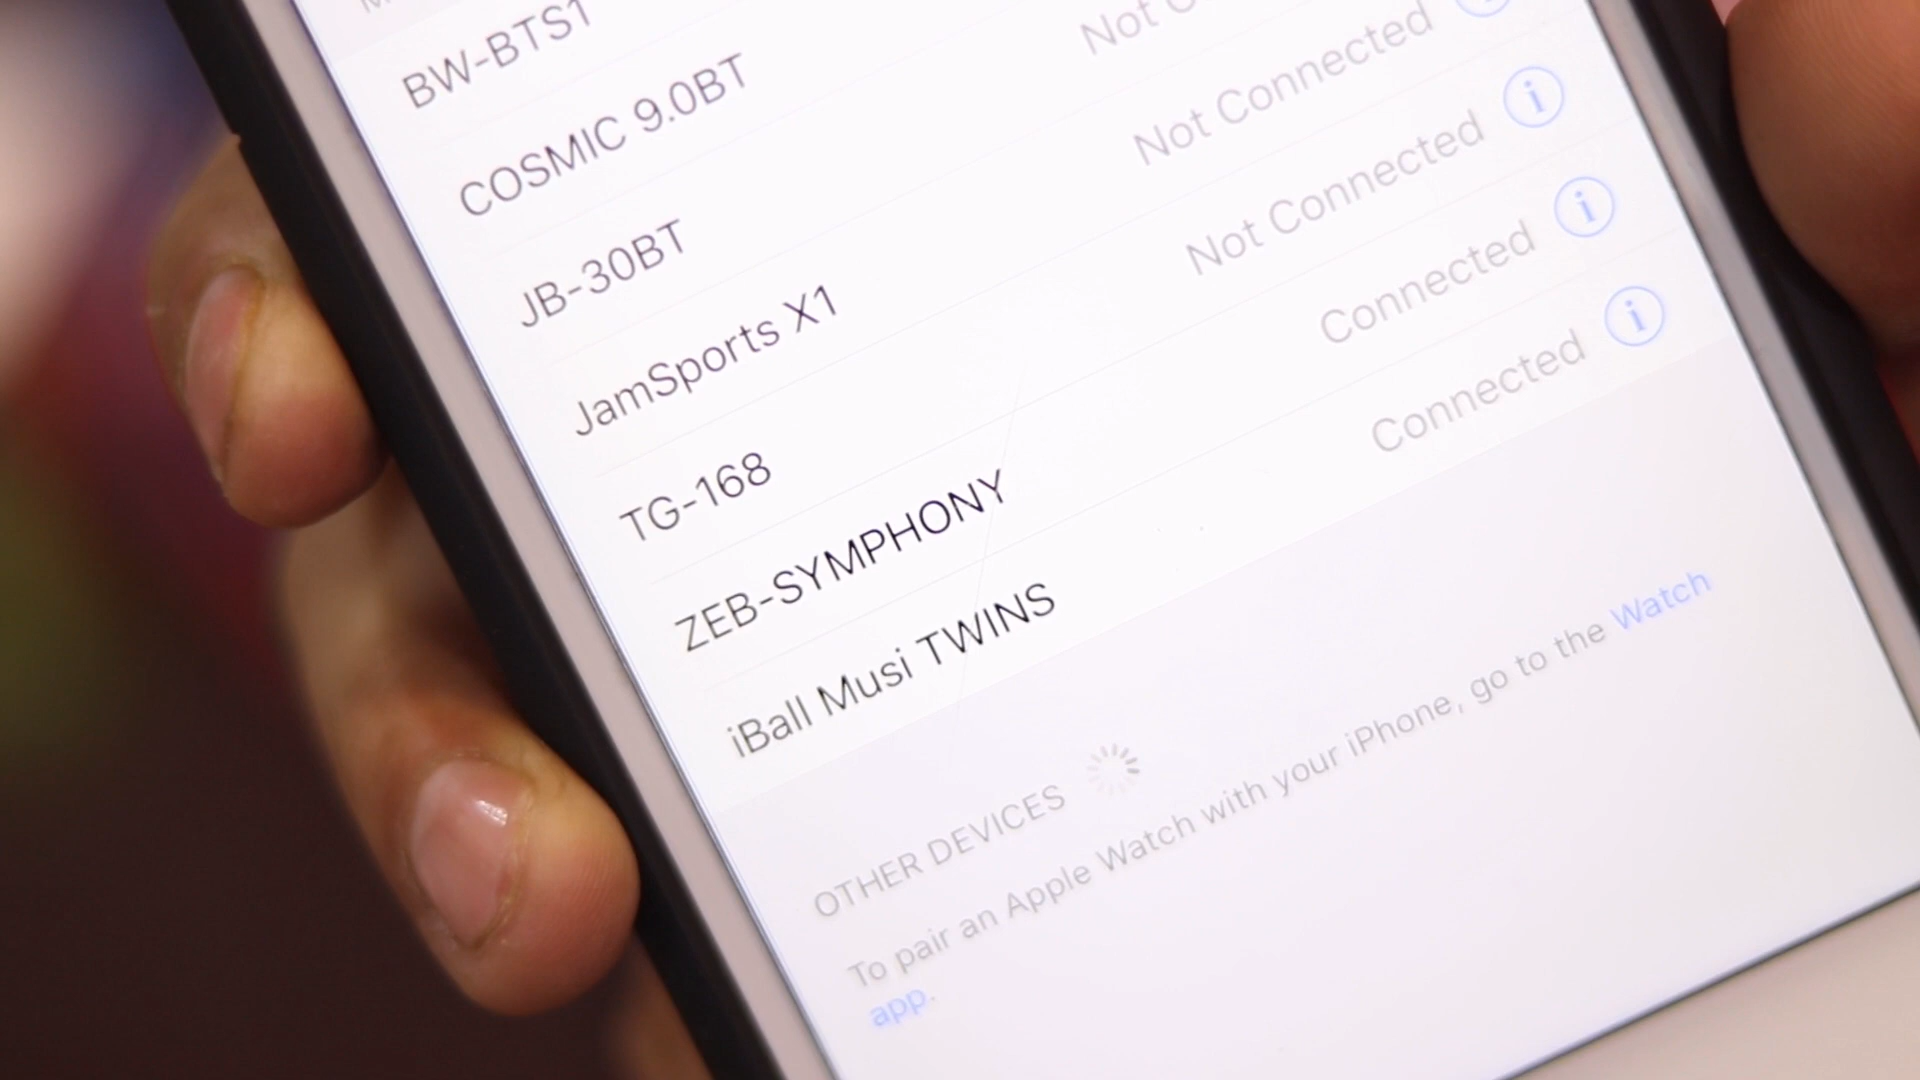 BW-BTS1
COSMIC 9.0BT
JB-30BT Not
JamSports X1 Not Connected
TG-168 Not Connected
ZEB-SYMPHONY Connected
iBall Musi TWINS Connected
OTHER DEVICES
To pair an Apple Watch with your iPhone, go to the Watch
app.